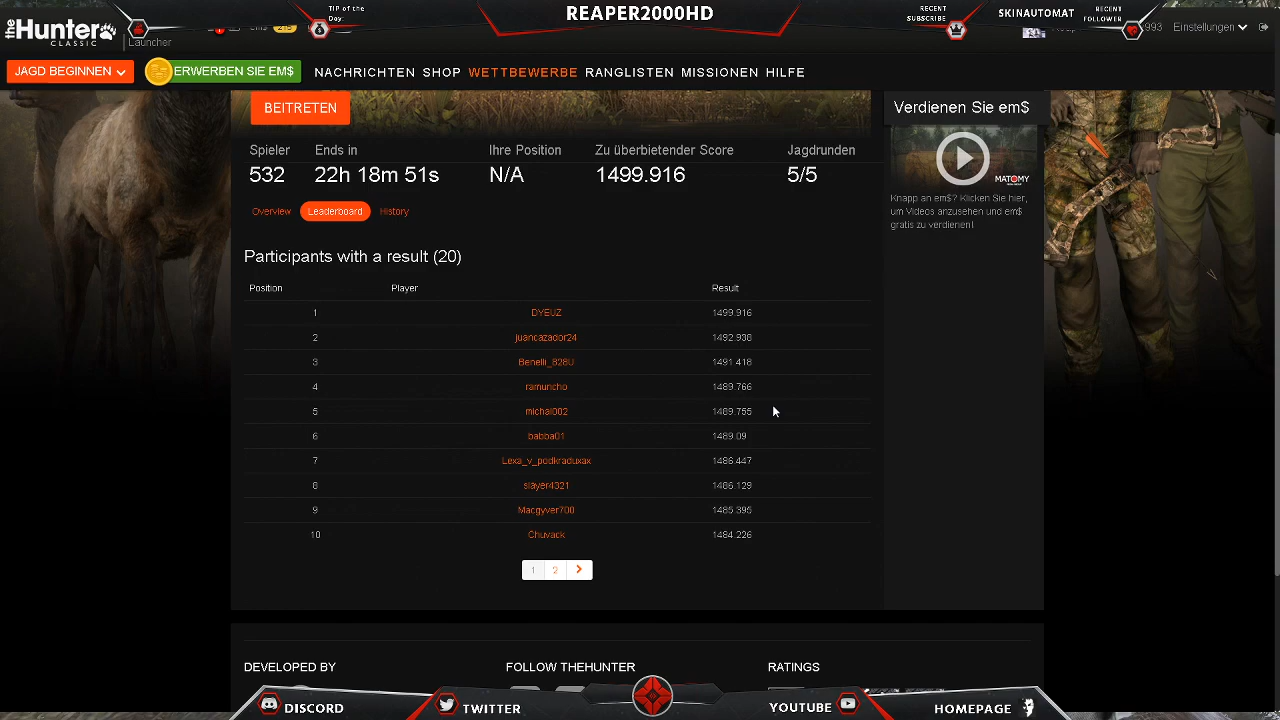 REAPER2000HD
TIP of the
Day:
RECENT
SUBSCRIBE
SKINAUTOMAT
RECENT
FOLLOWER
theHunter
CLASSIC
Launcher
993 Einstellungen
JAGD BEGINNEN
ERWERBEN SIE EM$
NACHRICHTEN SHOP WETTBEWERBE RANGLISTEN MISSIONEN HILFE
BEITRETEN
Verdienen Sie em$
MATOMY
Knapp an em$? Klicken Sie hier,
um Videos anzusehen und em$
gratis zu verdienen!
Spieler Ends in Ihre Position Zu überbietender Score Jagdrunden
532 22h 18m 51s N/A 1499.916 5/5
Overview Leaderboard History
Participants with a result (20)
Position Player Result
1 DYEUZ 1499.916
2 juancazador24 1492.938
3 Benelli_828U 1491.418
4 ramuricho 1489.766
5 michal002 1489.755
6 babba01 1489.09
7 Lexa_v_podkraduxax 1486.447
8 slayer4321 1486.129
9 Macgyver700 1485.395
10 Chuvack 1484.226
1 2
DEVELOPED BY FOLLOW THEHUNTER RATINGS
DISCORD TWITTER YOUTUBE HOMEPAGE